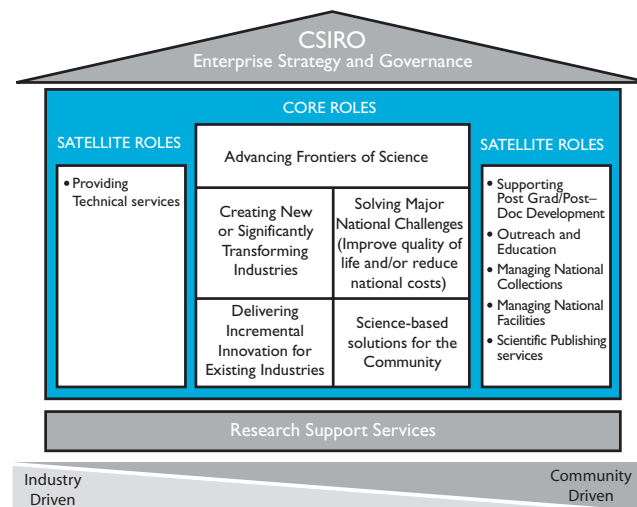 CSIRO
Enterprise Strategy and Governance
CORE ROLES
SATELLITE ROLES
• Providing
Technical services
Advancing Frontiers of Science
Creating New
or Significantly
Transforming
Industries
Solving Major
National Challenges
(Improve quality of
life and/or reduce
national costs)
Delivering
Incremental
Innovation for
Existing Industries
Science-based
solutions for the
Community
SATELLITE ROLES
• Supporting
Post Grad/Post–
Doc Development
• Outreach and
Education
• Managing National
Collections
• Managing National
Facilities
• Scientific Publishing
services
Research Support Services
Industry
Driven
Community
Driven